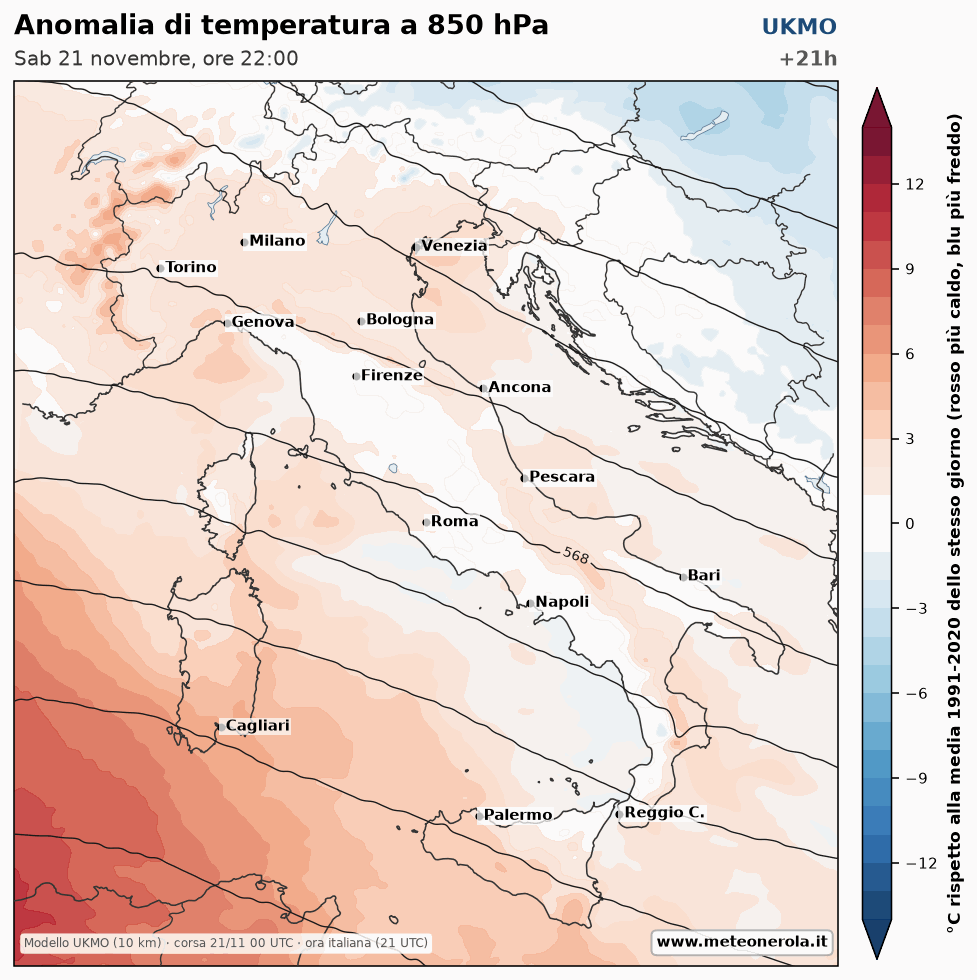 Anomalia di temperatura a 850 hPa
UKMO
Sab 21 novembre, ore 22:00
+21h
Milano
Venezia
Torino
Genova
Bologna
Firenze
Ancona
Pescara
Roma
568
Bari
Napoli
Cagliari
Palermo
Reggio C.
12
9
6
3
0
−3
−6
−9
−12
°C rispetto alla media 1991-2020 dello stesso giorno (rosso più caldo, blu più freddo)
Modello UKMO (10 km) · corsa 21/11 00 UTC · ora italiana (21 UTC)
www.meteonerola.it